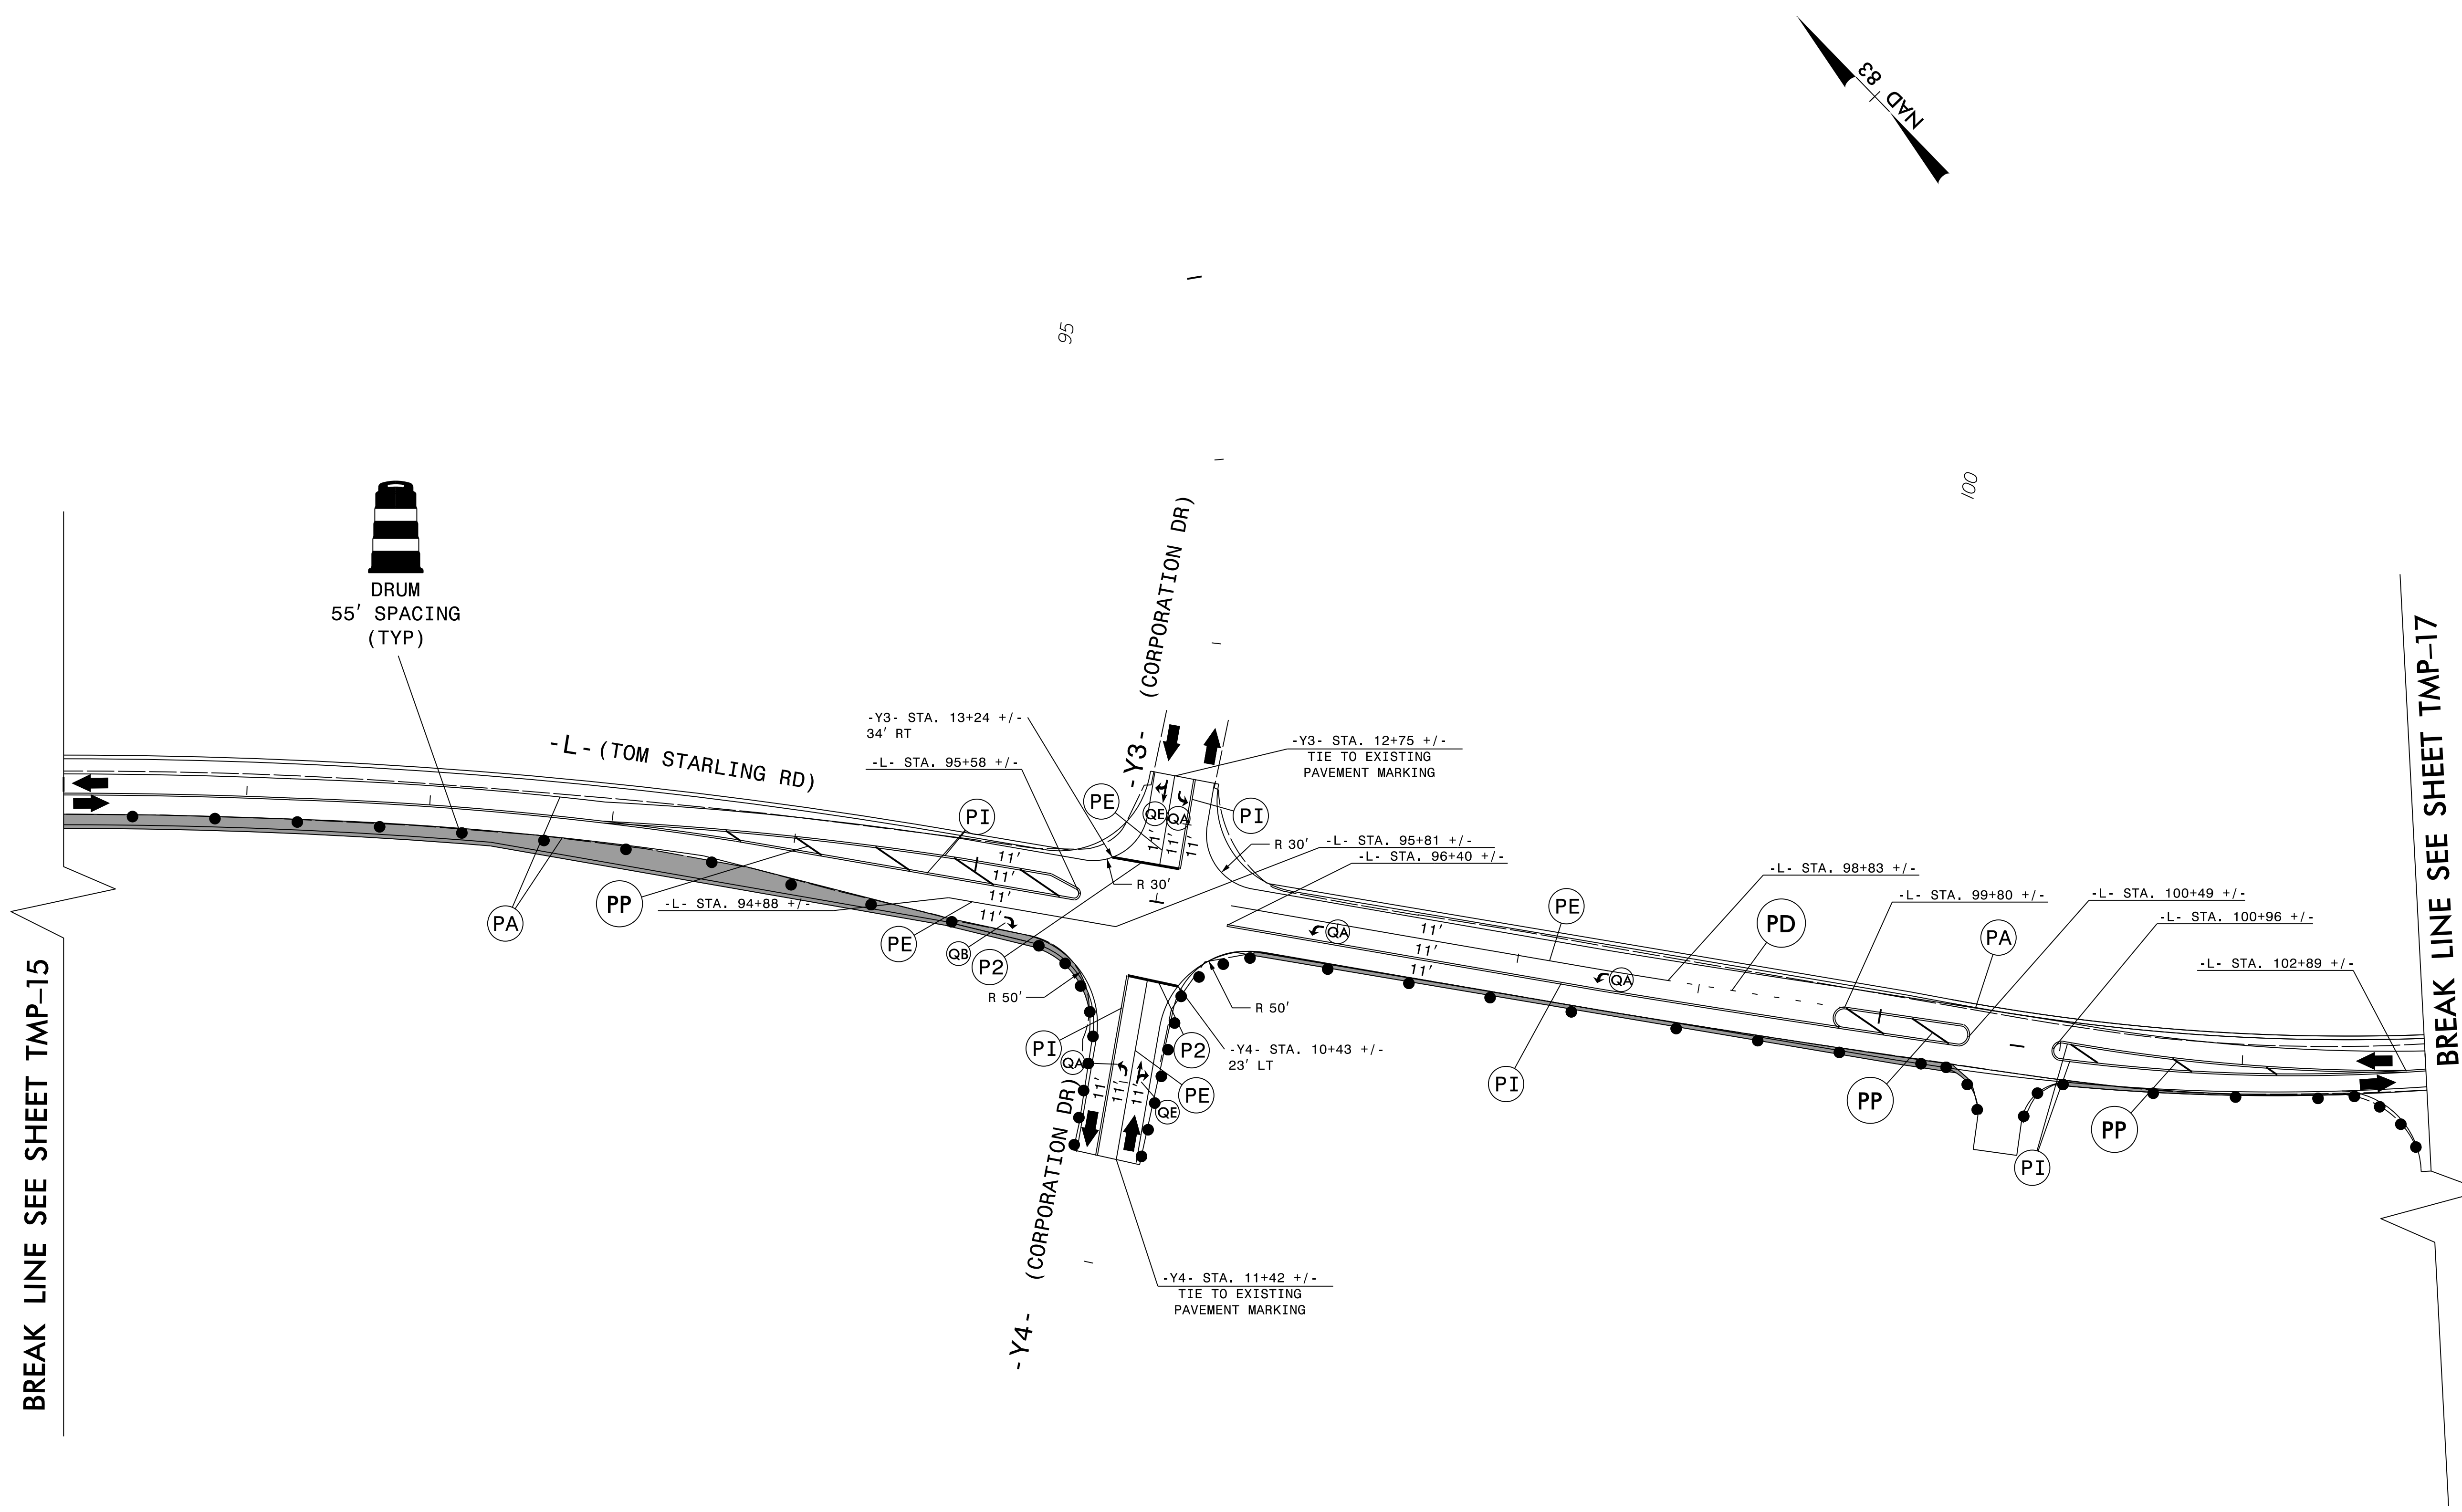 NAD 83
95
100
DRUM
55' SPACING
(TYP)
-L- (TOM STARLING RD)
-Y3- (CORPORATION DR)
-Y3- STA. 13+24 +/-
34' RT
-L- STA. 95+58 +/-
-Y3- STA. 12+75 +/-
TIE TO EXISTING
PAVEMENT MARKING
PE
PI
QE
QA
PI
11'
11'
11'
R 30'
R 30'
-L- STA. 95+81 +/-
-L- STA. 96+40 +/-
-L- STA. 98+83 +/-
-L- STA. 99+80 +/-
-L- STA. 100+49 +/-
-L- STA. 100+96 +/-
-L- STA. 102+89 +/-
PA
PP
-L- STA. 94+88 +/-
11'
11'
11'
11'
PE
QB
P2
R 50'
R 50'
QA
11'
11'
11'
PE
QA
PD
PA
PI
PP
PP
PI
PI
QA
P2
-Y4- STA. 10+43 +/-
23' LT
PE
QE
11'
11'
11'
-Y4- (CORPORATION DR)
-Y4- STA. 11+42 +/-
TIE TO EXISTING
PAVEMENT MARKING
BREAK LINE SEE SHEET TMP-15
BREAK LINE SEE SHEET TMP-17